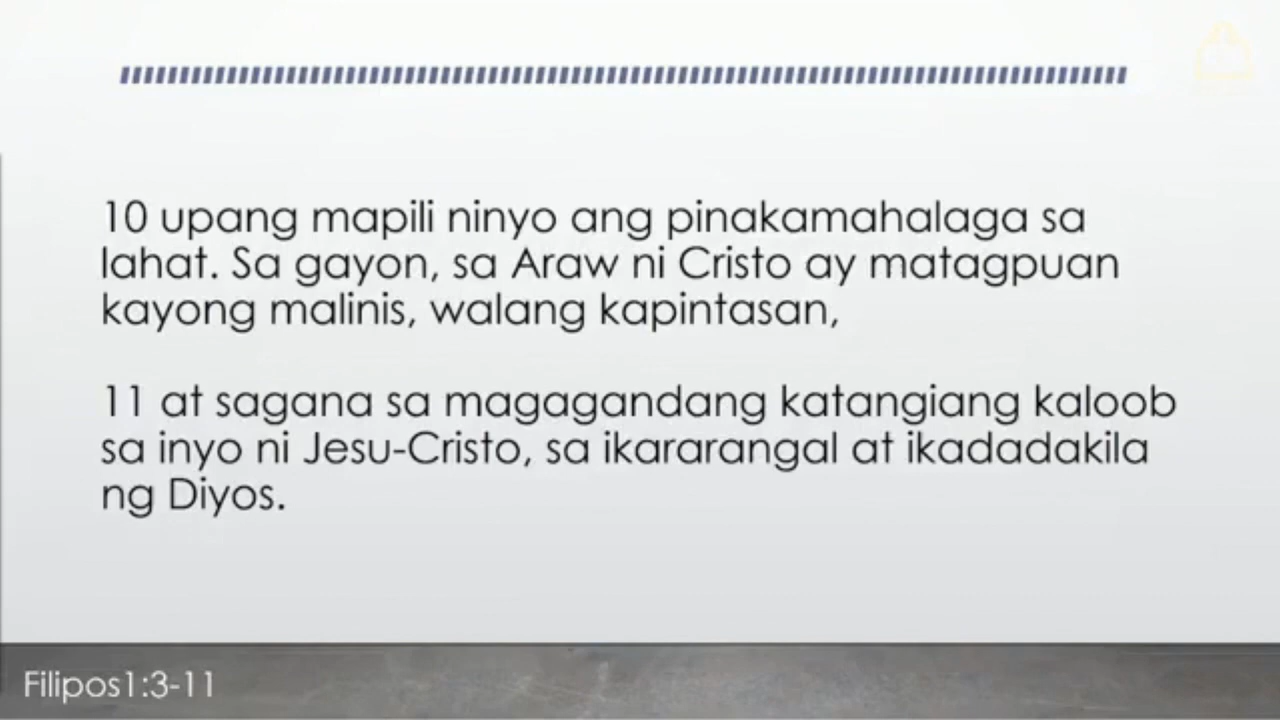 10 upang mapili ninyo ang pinakamahalaga sa
lahat. Sa gayon, sa Araw ni Cristo ay matagpuan
kayong malinis, walang kapintasan,
11 at sagana sa magagandang katangiang kaloob
sa inyo ni Jesu-Cristo, sa ikararangal at ikadadakila
ng Diyos.
Filipos1:3-11